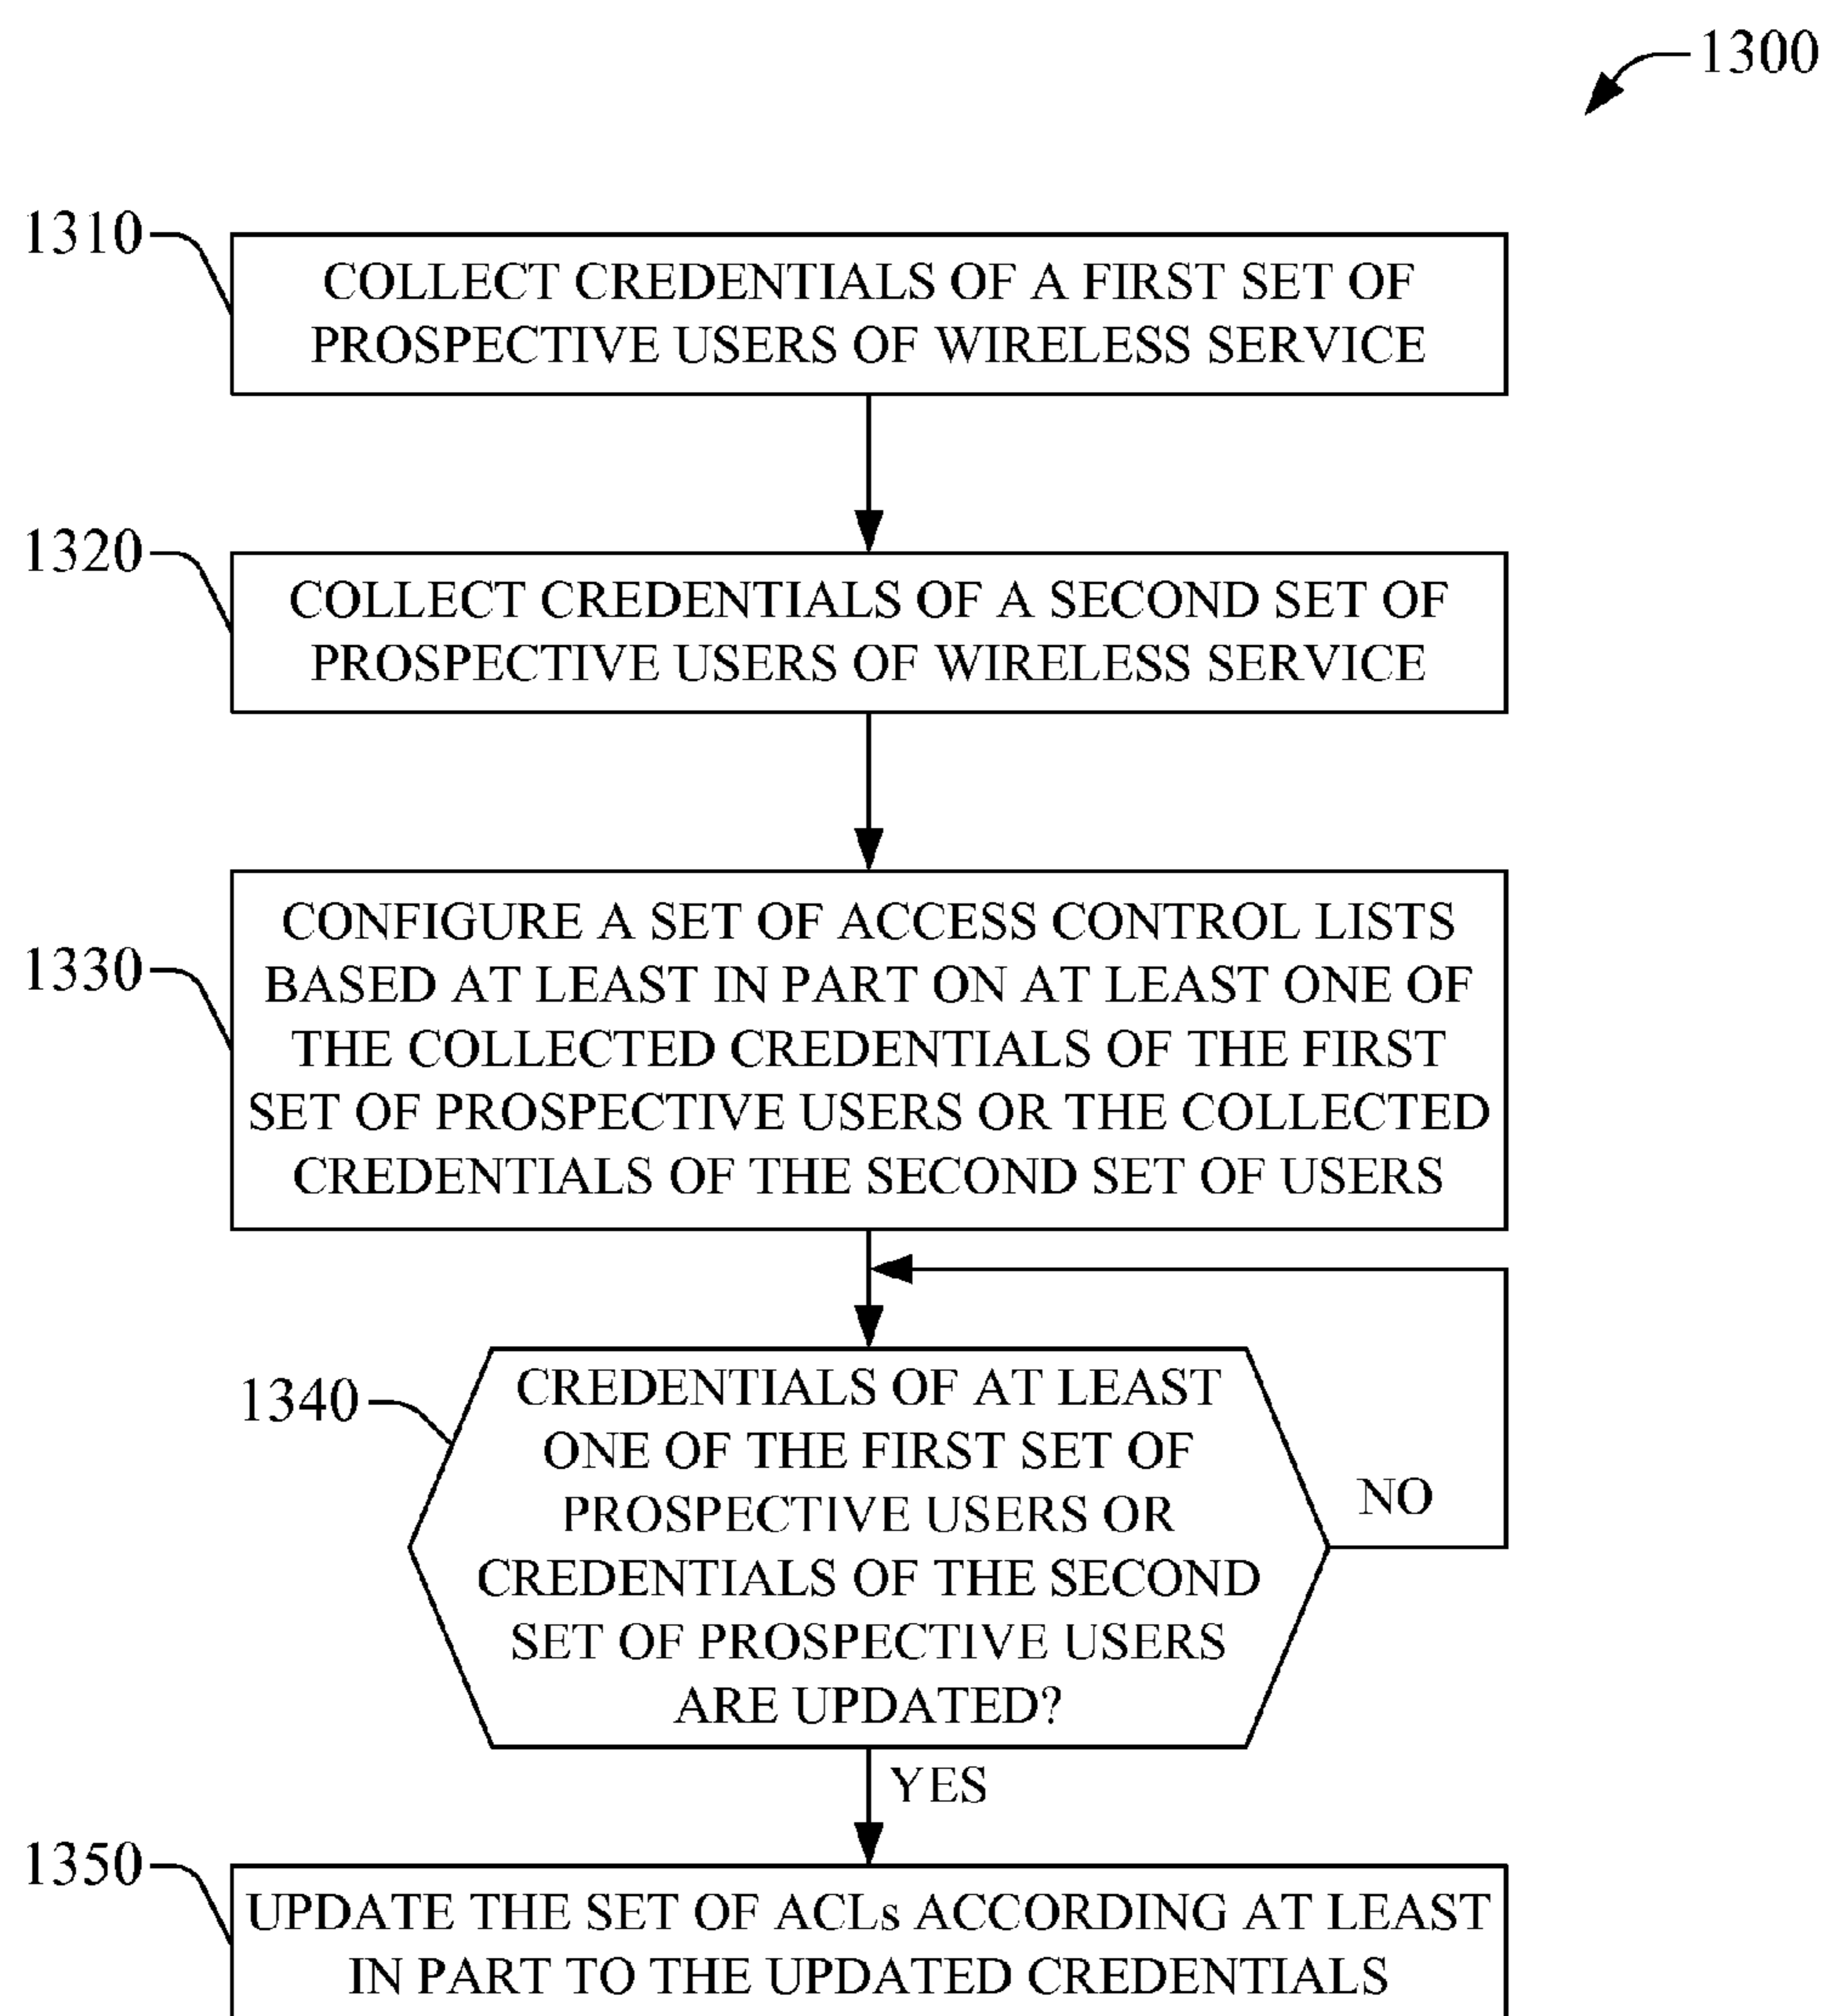 1300
1310
COLLECT CREDENTIALS OF A FIRST SET OF
PROSPECTIVE USERS OF WIRELESS SERVICE
1320
COLLECT CREDENTIALS OF A SECOND SET OF
PROSPECTIVE USERS OF WIRELESS SERVICE
1330
CONFIGURE A SET OF ACCESS CONTROL LISTS
BASED AT LEAST IN PART ON AT LEAST ONE OF
THE COLLECTED CREDENTIALS OF THE FIRST
SET OF PROSPECTIVE USERS OR THE COLLECTED
CREDENTIALS OF THE SECOND SET OF USERS
1340
CREDENTIALS OF AT LEAST
ONE OF THE FIRST SET OF
PROSPECTIVE USERS OR
CREDENTIALS OF THE SECOND
SET OF PROSPECTIVE USERS
ARE UPDATED?
NO
YES
1350
UPDATE THE SET OF ACLs ACCORDING AT LEAST
IN PART TO THE UPDATED CREDENTIALS